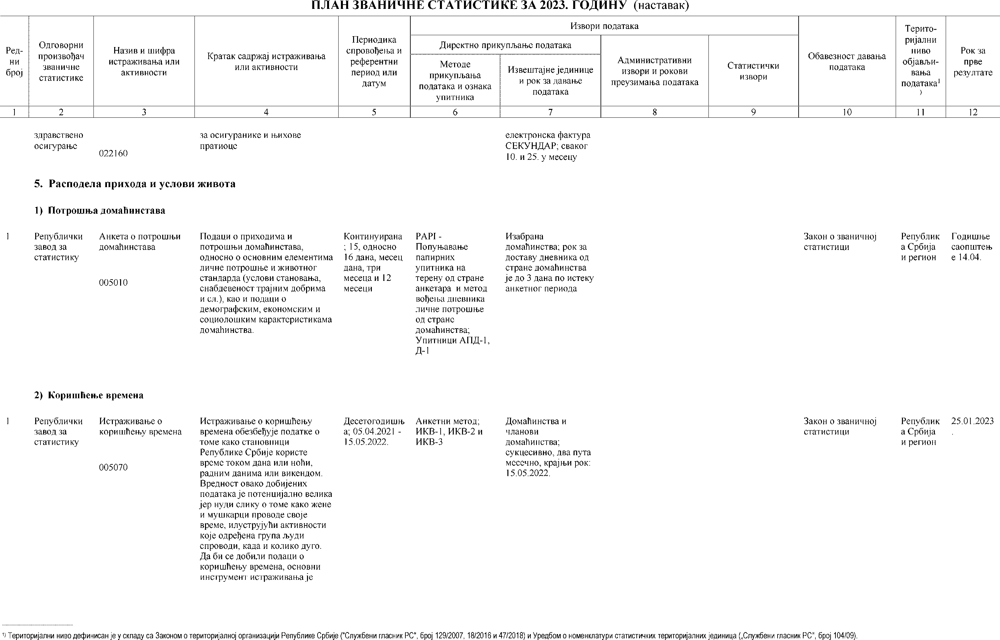 ПЛАН ЗВАНИЧНЕ СТАТИСТИКЕ ЗА 2023. ГОДИНУ (наставак)
Ред-
ни
број
Одговорни
произвођач
званичне
статистике
Назив и шифра
истраживања или
активности
Кратак садржај истраживања
или активности
Периодика
спровођења и
референтни
период или
датум
Извори података
Директно прикупљање података
Методе
прикупљања
података и ознака
упитника
Извештајне јединице
и рок за давање
података
Административни
извори и рокови
преузимања података
Статистички
извори
Обавезност давања
података
Терито-
ријални
ниво
објављи-
вања
података¹
)
Рок за
прве
резултате
1 2 3 4 5 6 7 8 9 10 11 12
здравствено
осигурање
022160
за осигуранике и њихове
пратиоце
електронска фактура
СЕКУНДАР; сваког
10. и 25. у месецу
5. Расподела прихода и услови живота
1) Потрошња домаћинстава
1
Републички
завод за
статистику
Анкета о потрошњи
домаћинстава
005010
Подаци о приходима и
потрошњи домаћинстава,
односно о основним елементима
личне потрошње и животног
стандарда (услови становања,
снабдевеност трајним добрима
и сл.), као и подаци о
демографским, економским и
социолошким карактеристикама
домаћинства.
Континуирана
; 15, односно
16 дана, месец
дана, три
месеца и 12
месеци
PAPI -
Попуњавање
папирних
упитника на
терену од стране
анкетара и метод
вођења дневника
личне потрошње
од стране
домаћинства;
Упитници АПД-1,
Д-1
Изабрана
домаћинства; рок за
доставу дневника од
стране домаћинства
је до 3 дана по истеку
анкетног периода
Закон о званичној
статистици
Републик
а Србија
и регион
Годишње
саопштењ
е 14.04.
2) Коришћење времена
1
Републички
завод за
статистику
Истраживање о
коришћењу времена
005070
Истраживање о коришћењу
времена обезбеђује податке о
томе како становници
Републике Србије користе
време током дана или ноћи,
радним данима или викендом.
Вредност овако добијених
података је потенцијално велика
јер нуди слику о томе како жене
и мушкарци проводе своје
време, илуструјући активности
које одређена група људи
спроводи, када и колико дуго.
Да би се добили подаци о
коришћењу времена, основни
инструмент истраживања је
Десетогодишњ
а; 05.04.2021 -
15.05.2022.
Анкетни метод;
ИКВ-1, ИКВ-2 и
ИКВ-3
Домаћинства и
чланови
домаћинства;
сукцесивно, два пута
месечно, крајњи рок:
15.05.2022.
Закон о званичној
статистици
Републик
а Србија
и регион
25.01.2023
.
¹⁾ Територијални ниво дефинисан је у складу са Законом о територијалној организацији Републике Србије ("Службени гласник РС", број 129/2007, 18/2016 и 47/2018) и Уредбом о номенклатури статистичких територијалних јединица („Службени гласник РС", број 104/09).